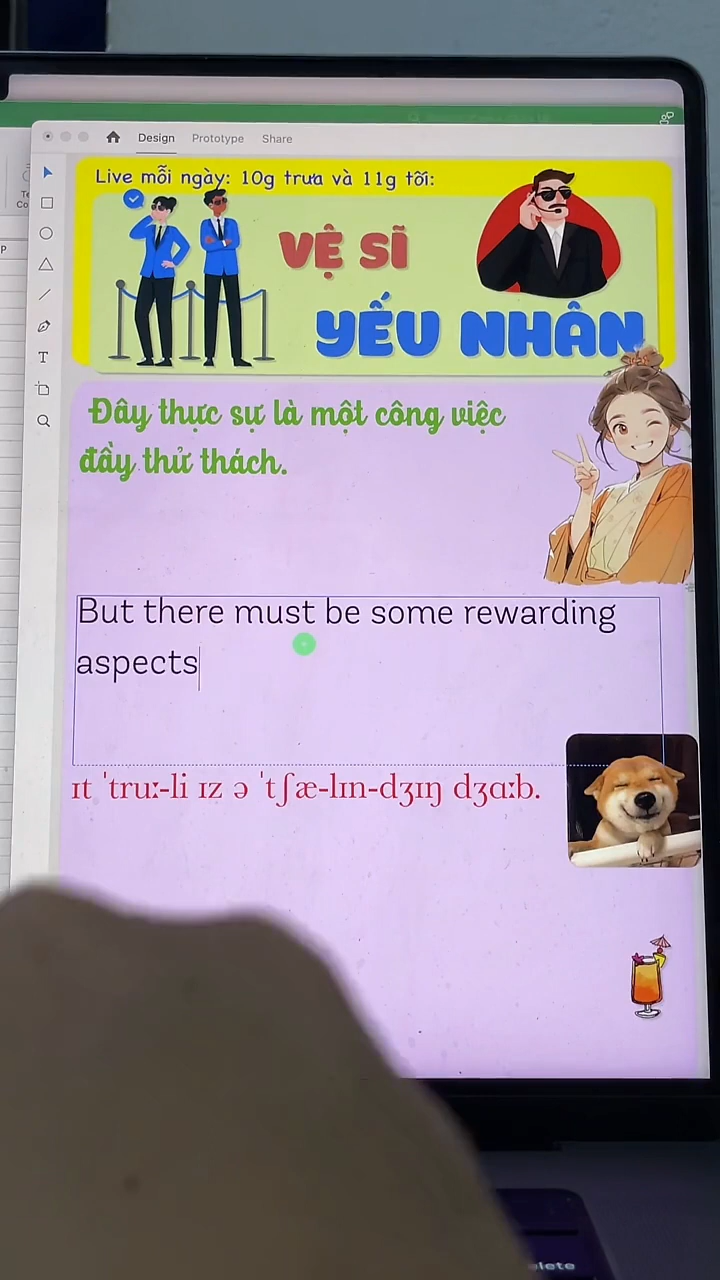 Design Prototype Share
Live mỗi ngày: 10g trưa và 11g tối:
VỆ SĨ
YẾU NHÂN
P
T
Đây thực sự là một công việc
đầy thử thách.
But there must be some rewarding
aspects
ɪt ˈtruː-li ɪz ə ˈtʃæ-lɪn-dʒɪŋ dʒɑːb.